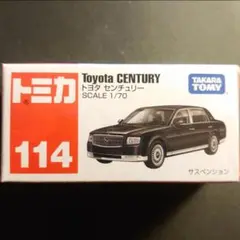 トミカ
114
Toyota CENTURY
トヨタ センチュリー
SCALE 1/70
TAKARA
TOMY
サスペンション